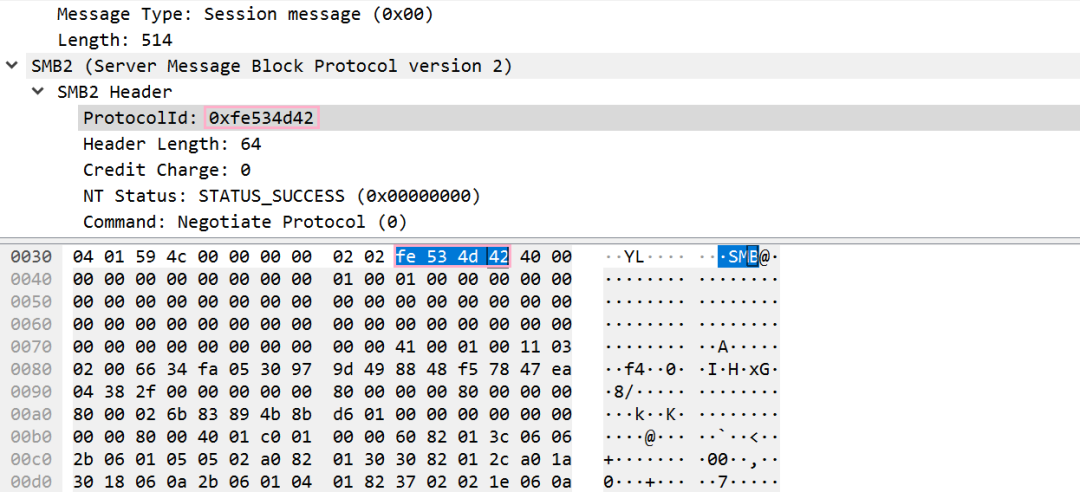 Message Type: Session message (0x00)
Length: 514
SMB2 (Server Message Block Protocol version 2)
SMB2 Header
ProtocolId: 0xfe534d42
Header Length: 64
Credit Charge: 0
NT Status: STATUS_SUCCESS (0x00000000)
Command: Negotiate Protocol (0)
0030 04 01 59 4c 00 00 00 00 02 02 fe 53 4d 42 40 00 ··YL···· ···SMB@·
0040 00 00 00 00 00 00 00 00 01 00 01 00 00 00 00 00 ········ ········
0050 00 00 00 00 00 00 00 00 00 00 00 00 00 00 00 00 ········ ········
0060 00 00 00 00 00 00 00 00 00 00 00 00 00 00 00 00 ········ ········
0070 00 00 00 00 00 00 00 00 00 00 41 00 01 00 11 03 ········ ··A·····
0080 02 00 66 34 fa 05 30 97 9d 49 88 48 f5 78 47 ea ··f4··0· ·I·H·xG·
0090 04 38 2f 00 00 00 00 00 80 00 00 00 80 00 00 00 ·8/····· ········
00a0 80 00 02 6b 83 89 4b 8b d6 01 00 00 00 00 00 00 ···k··K· ········
00b0 00 00 80 00 40 01 c0 01 00 00 60 82 01 3c 06 06 ····@··· ··`··<··
00c0 2b 06 01 05 05 02 a0 82 01 30 30 82 01 2c a0 1a +······· ·00··,··
00d0 30 18 06 0a 2b 06 01 04 01 82 37 02 02 1e 06 0a 0···+··· ··7·····